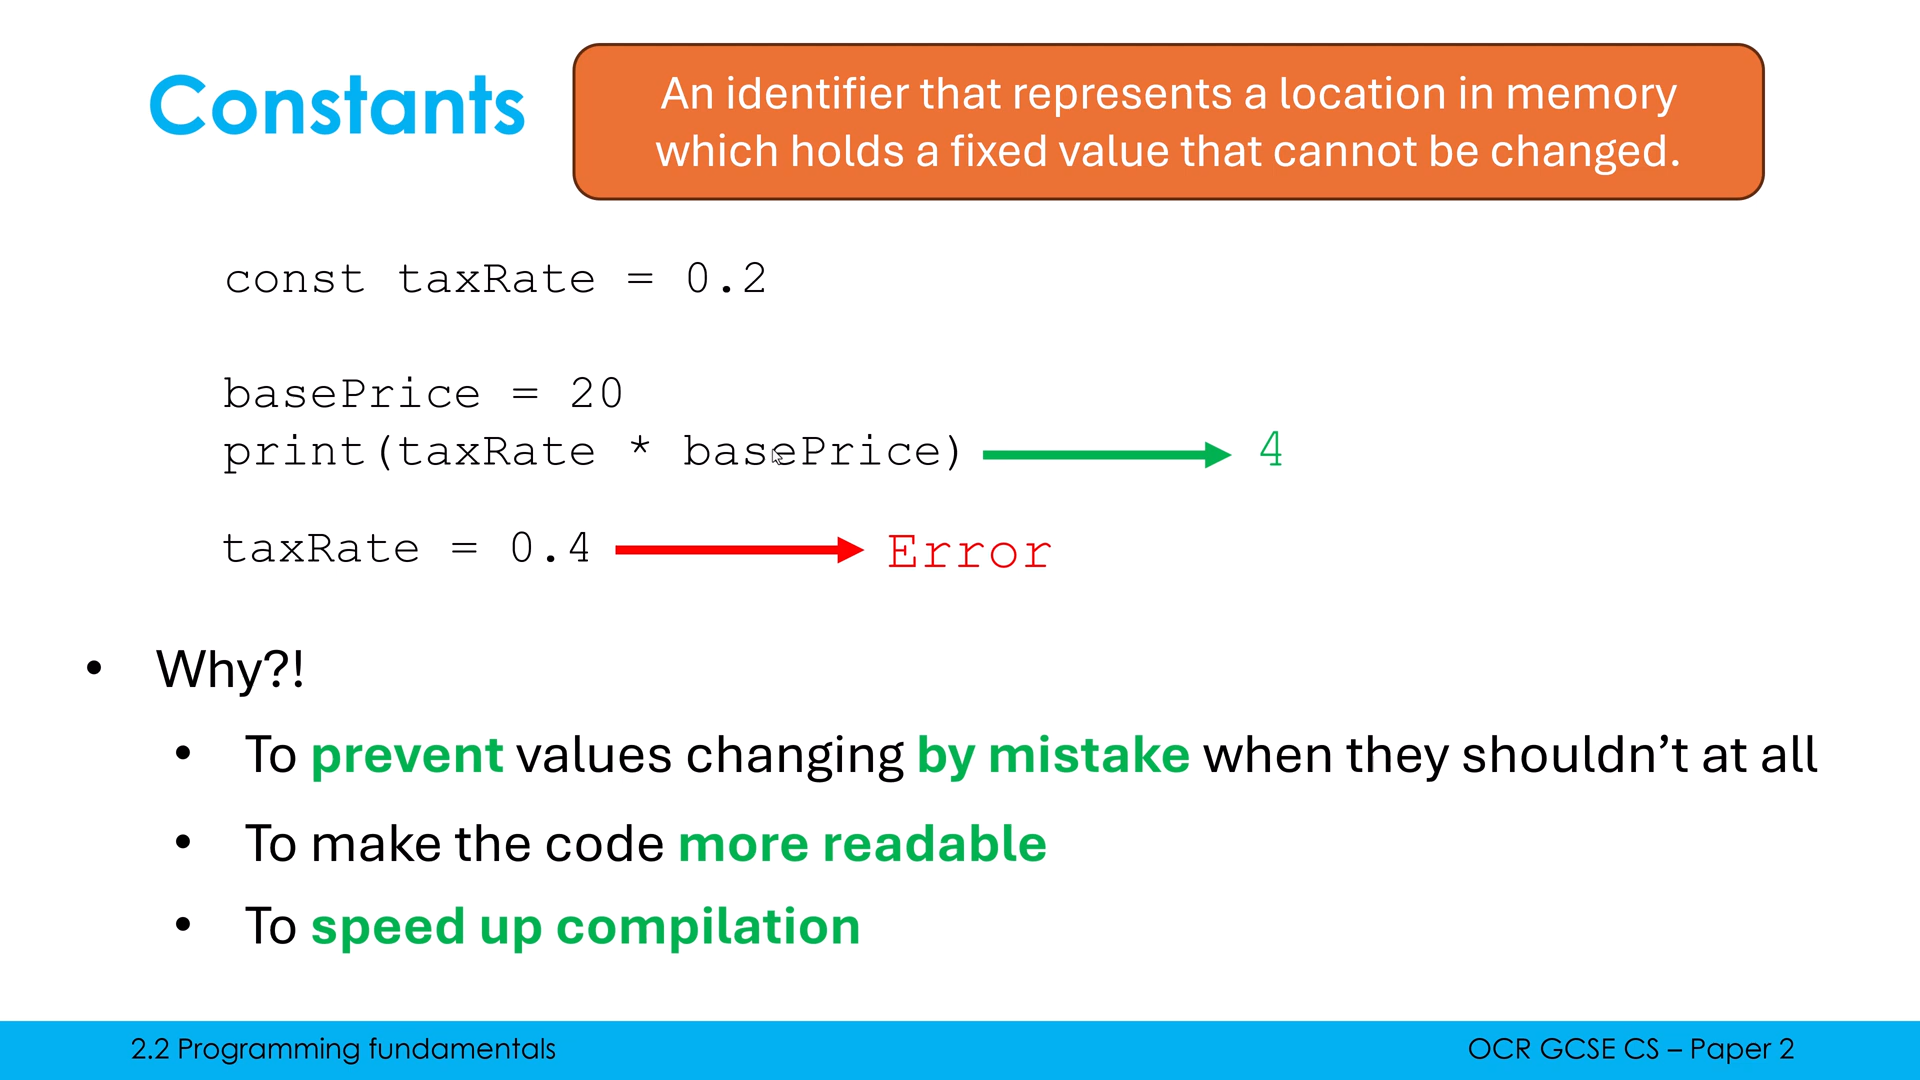 Constants
An identifier that represents a location in memory
which holds a fixed value that cannot be changed.
const taxRate = 0.2
basePrice = 20
print(taxRate * basePrice) 4
taxRate = 0.4 Error
• Why?!
• To prevent values changing by mistake when they shouldn’t at all
• To make the code more readable
• To speed up compilation
2.2 Programming fundamentals OCR GCSE CS – Paper 2